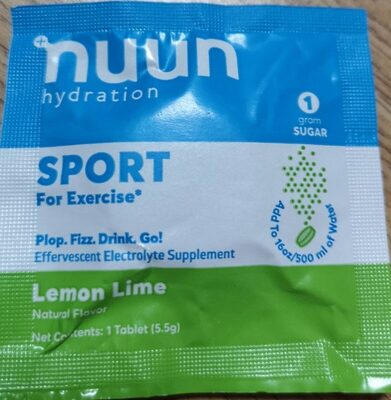 nuun
hydration
1
gram
SUGAR
SPORT
For Exercise*
Add To 16oz/500 ml of Water
Plop. Fizz. Drink. Go!
Effervescent Electrolyte Supplement
Lemon Lime
Natural Flavor
Net Contents: 1 Tablet (5.5g)